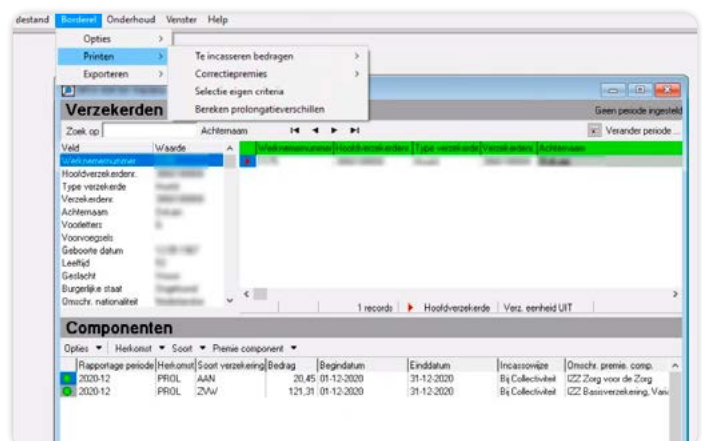 destand Borderel Onderhoud Venster Help
Opties >
Printen > Te incasseren bedragen >
Exporteren > Correctiepremies >
Selectie eigen criteria
Bereken prolongatieverschillen
Verzekerden Geen periode ingesteld
Zoek op Achternaam Verander periode ...
Veld Waarde Werknemernummer Hoofdverzekerdenr. Type verzekerde Verzekerdenr.
Werknemernummer
Hoofdverzekerdenr.
Type verzekerde
Verzekerdenr.
Achternaam
Voorletters
Voorvoegsels
Geboorte datum
Leeftijd
Geslacht
Burgerlijke staat
Omschr. nationaliteit
1 records Hoofdverzekerde Verz. eenheid UIT
Componenten
Opties Herkomst Soort Premie component
Rapportage periode Herkomst Soort verzekering Bedrag Begindatum Einddatum Incassowijze Omschr. premie. comp.
2020-12 PROL AAN 20,45 01-12-2020 31-12-2020 Bij Collectiviteit IZZ Zorg voor de Zorg
2020-12 PROL ZVW 121,31 01-12-2020 31-12-2020 Bij Collectiviteit IZZ Basisverzekering, Vari